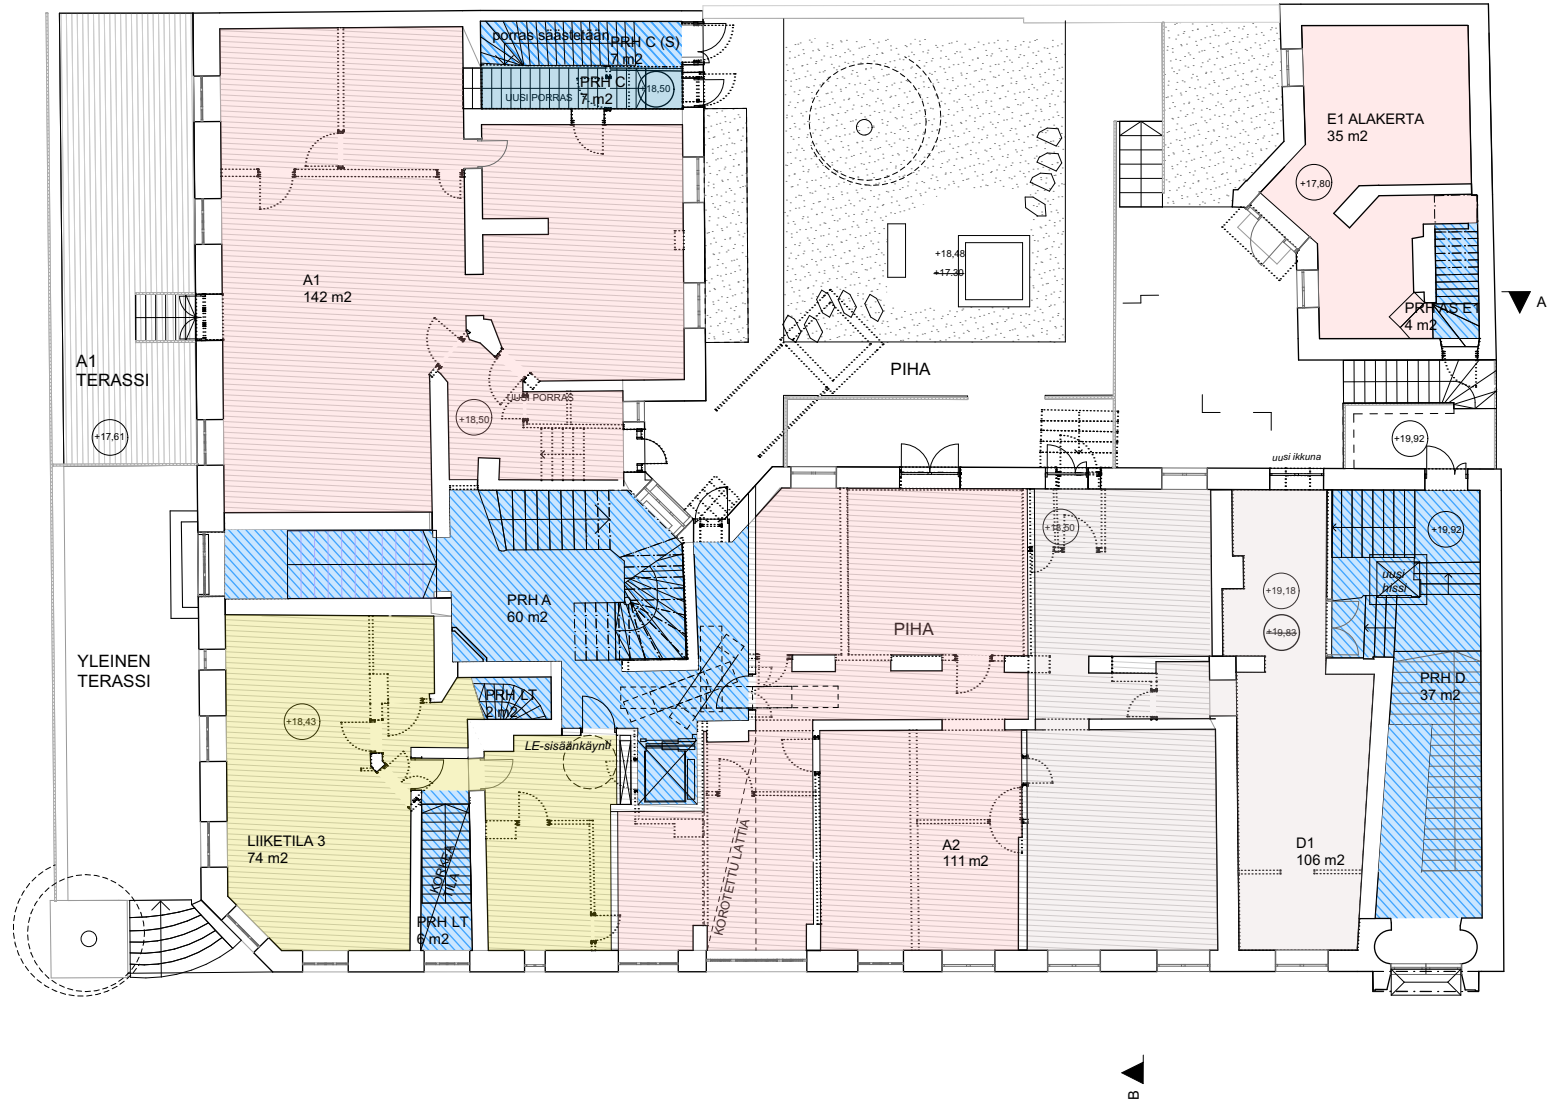 porras säästetään
PRH C (S)
7 m2
PRH C
7 m2
UUSI PORRAS
+18,50
E1 ALAKERTA
35 m2
+17,80
A1
142 m2
+18,48
+17.30
PRH AS E1
4 m2
A
A1
TERASSI
PIHA
UUSI PORRAS
+18,50
+17,61
+19,92
uusi ikkuna
+18,50
+19,92
uusi
hissi
+19,18
PRH A
60 m2
PIHA
+19,83
YLEINEN
TERASSI
PRH LT
2 m2
PRH D
37 m2
+18,43
LE-sisäänkäynti
LIIKETILA 3
74 m2
KORKEA
TILA
KOROTETTU LATTIA
A2
111 m2
D1
106 m2
PRH LT
6 m2
B